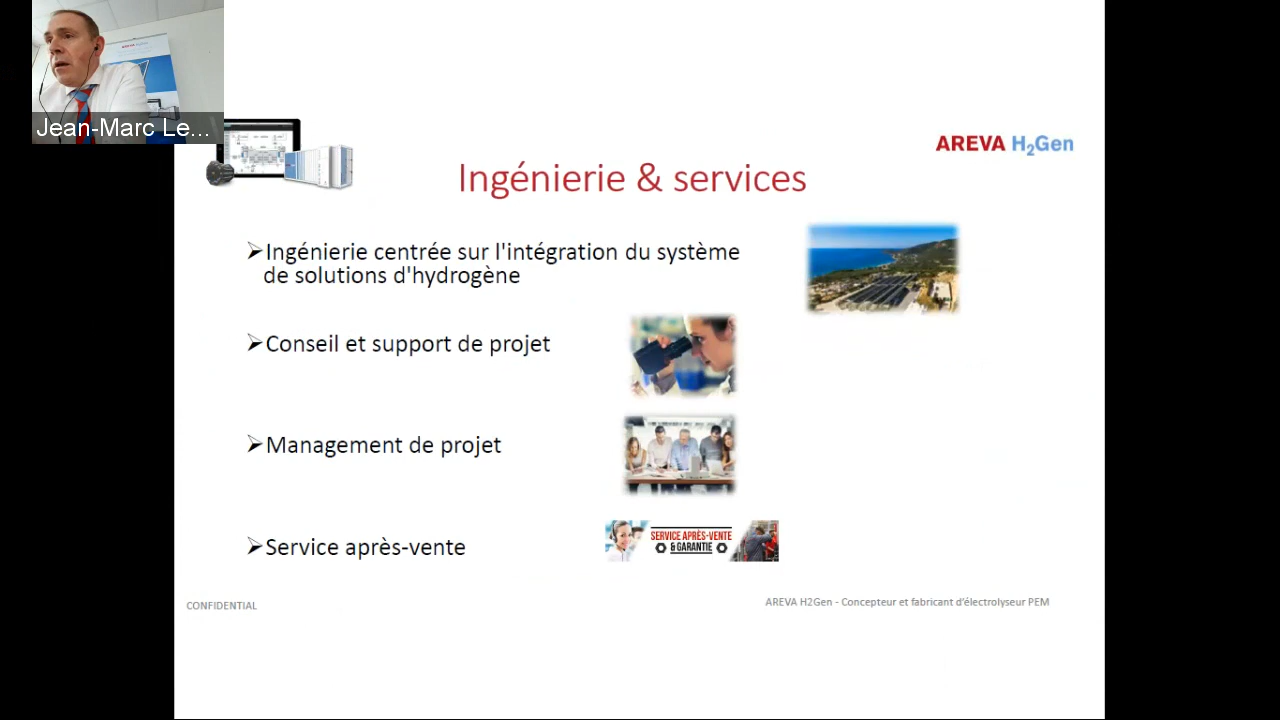 AREVA H2Gen
Jean-Marc Le...
AREVA H₂Gen
Ingénierie & services
➢Ingénierie centrée sur l'intégration du système
de solutions d'hydrogène
➢Conseil et support de projet
➢Management de projet
➢Service après-vente
SERVICE APRÈS-VENTE
& GARANTIE
CONFIDENTIAL
AREVA H2Gen - Concepteur et fabricant d'électrolyseur PEM